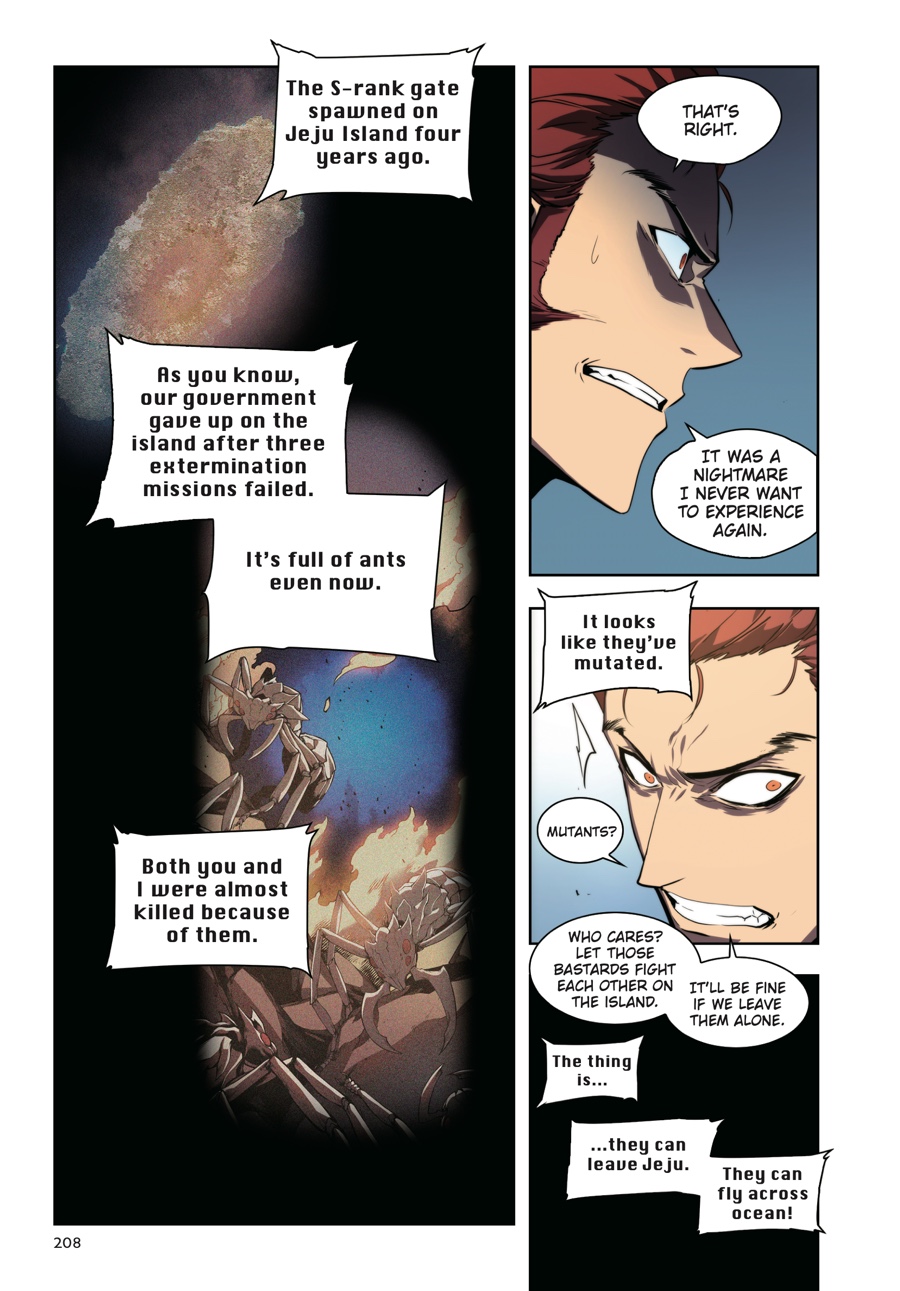 The S-rank gate
spawned on
Jeju Island four
years ago.
As you know,
our government
gave up on the
island after three
extermination
missions failed.
It's full of ants
even now.
Both you and
I were almost
killed because
of them.
208
THAT'S
RIGHT.
IT WAS A
NIGHTMARE
I NEVER WANT
TO EXPERIENCE
AGAIN.
It looks
like they've
mutated.
MUTANTS?
WHO CARES?
LET THOSE
BASTARDS FIGHT
EACH OTHER ON
THE ISLAND.
IT'LL BE FINE
IF WE LEAVE
THEM ALONE.
The thing
is...
...they can
leave Jeju.
They can
fly across
ocean!